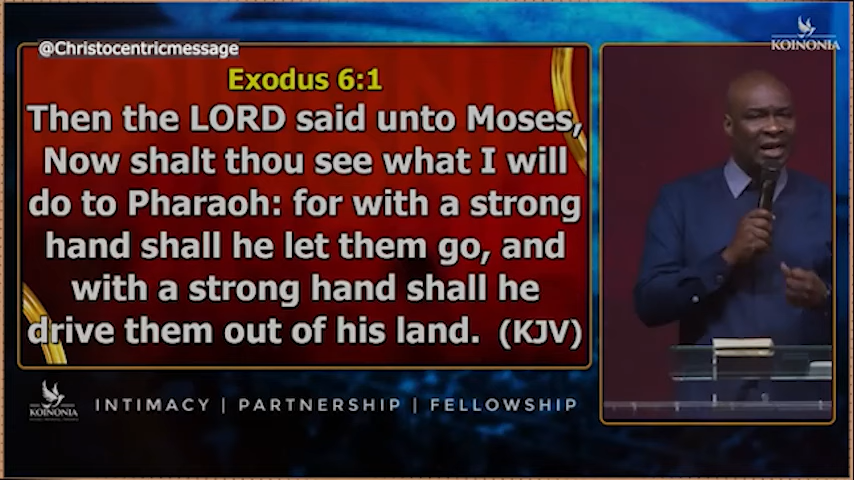 @Christocentricmessage
KOINONIA
Exodus 6:1
Then the LORD said unto Moses,
Now shalt thou see what I will
do to Pharaoh: for with a strong
hand shall he let them go, and
with a strong hand shall he
drive them out of his land. (KJV)
KOINONIA
INTIMACY | PARTNERSHIP | FELLOWSHIP